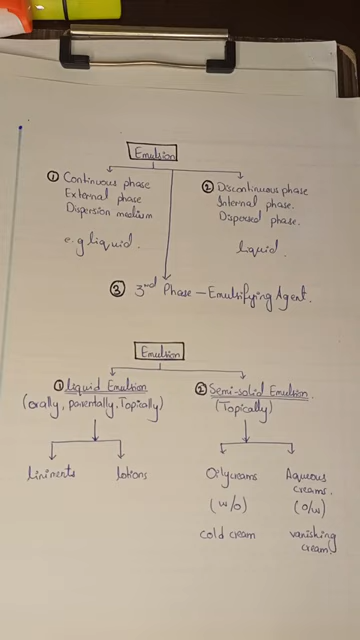 Emulsion
① Continuous phase
External phase
Dispersion medium
e.g liquid.
② Discontinuous phase
Internal phase.
Dispersed phase.
liquid.
③ 3rd Phase – Emulsifying Agent.
Emulsion
① liquid Emulsion
(orally, parentally, Topically)
liniments
lotions
② Semi-solid Emulsion.
(Topically)
Oilycreams
(w/o)
cold cream
Aqueous
creams.
(o/w)
vanishing
cream.